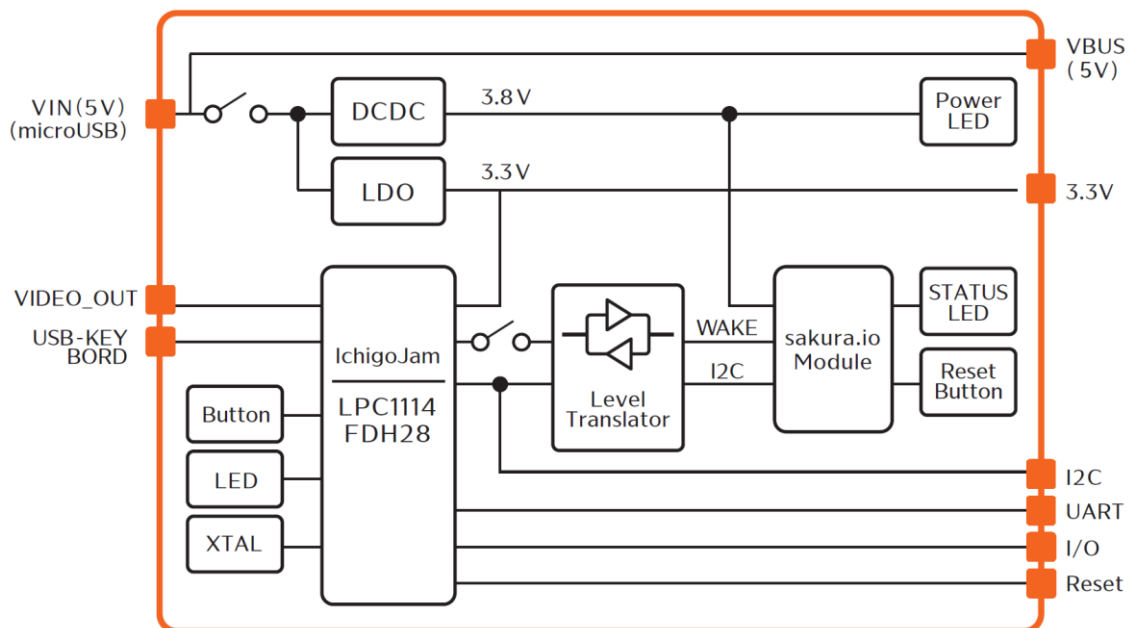 VBUS
(5V)
VIN(5V)
(microUSB)
DCDC
3.8V
Power
LED
LDO
3.3V
3.3V
VIDEO_OUT
USB-KEY
BORD
IchigoJam
LPC1114
FDH28
Button
LED
XTAL
Level
Translator
WAKE
I2C
sakura.io
Module
STATUS
LED
Reset
Button
I2C
UART
I/O
Reset